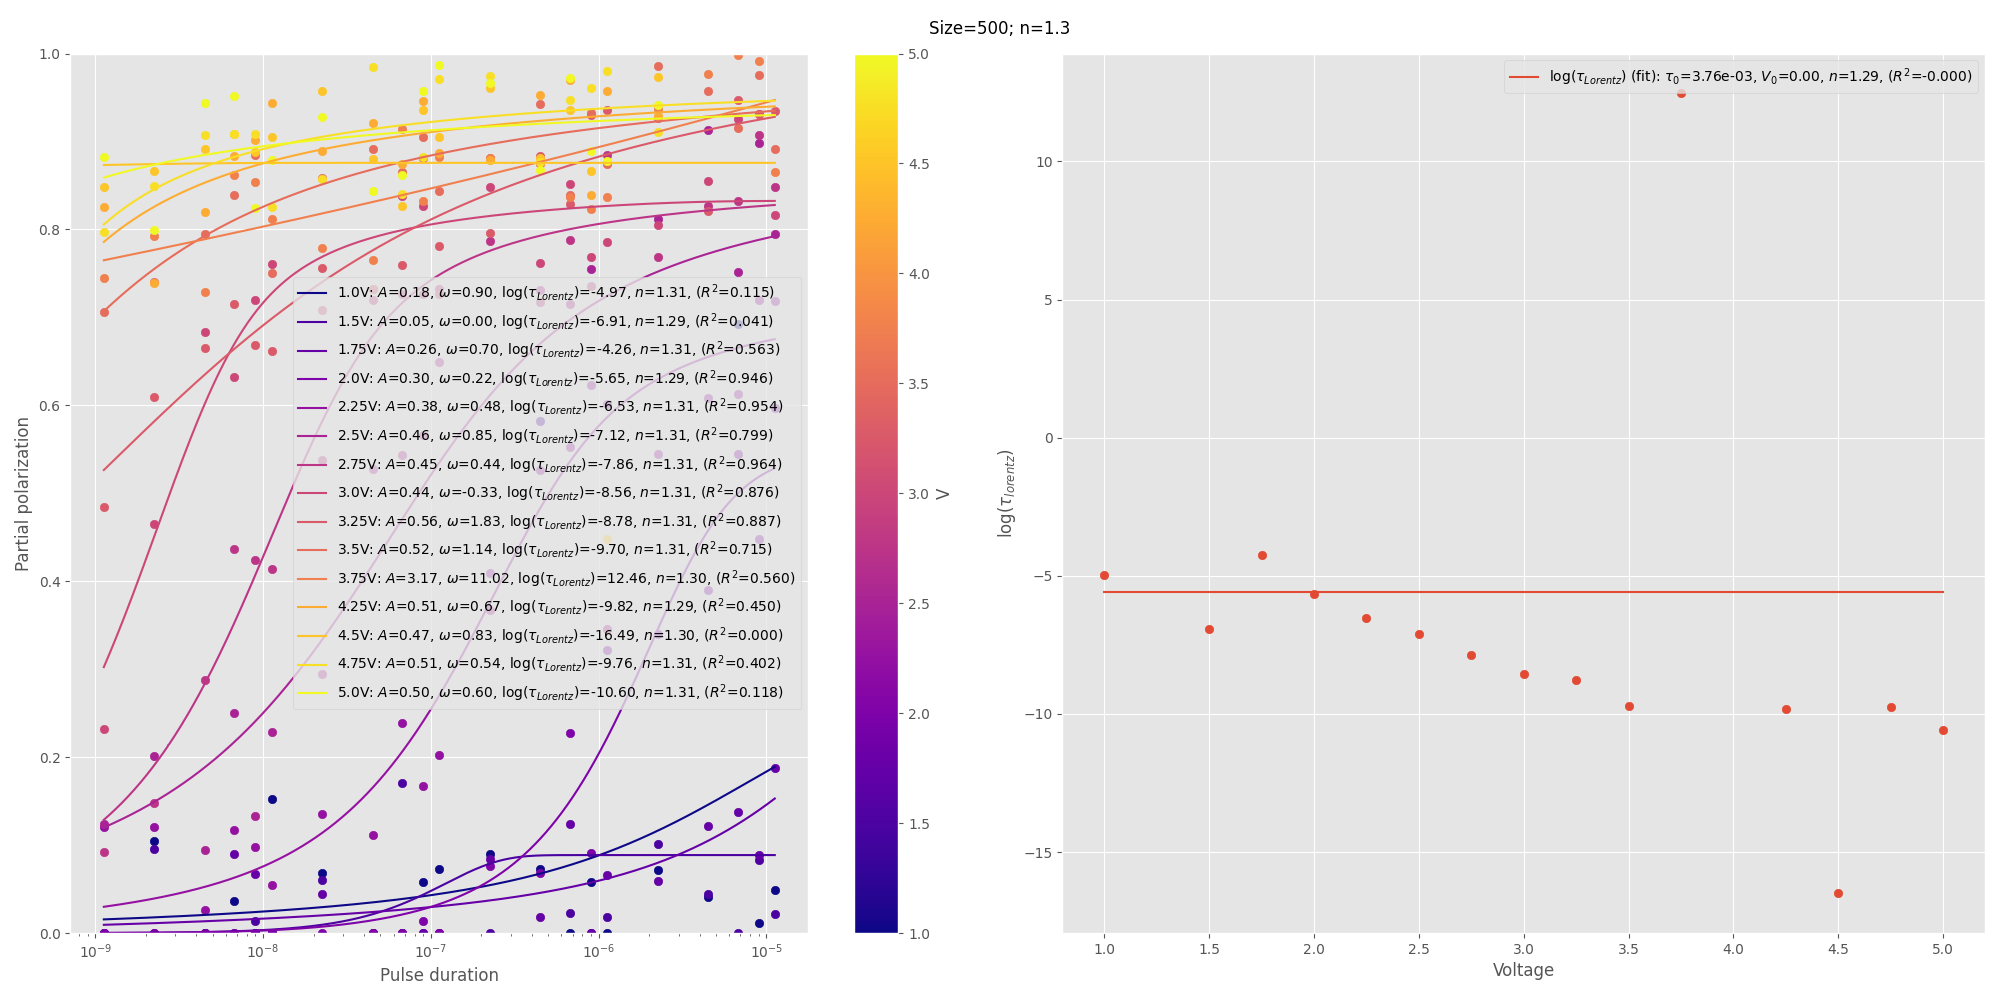 Size=500; n=1.3
1.0
0.8
0.6
0.4
0.2
0.0
Partial polarization
10⁻⁹ 10⁻⁸ 10⁻⁷ 10⁻⁶ 10⁻⁵
Pulse duration
1.0V: A=0.18, ω=0.90, log(τLorentz)=-4.97, n=1.31, (R²=0.115)
1.5V: A=0.05, ω=0.00, log(τLorentz)=-6.91, n=1.29, (R²=0.041)
1.75V: A=0.26, ω=0.70, log(τLorentz)=-4.26, n=1.31, (R²=0.563)
2.0V: A=0.30, ω=0.22, log(τLorentz)=-5.65, n=1.29, (R²=0.946)
2.25V: A=0.38, ω=0.48, log(τLorentz)=-6.53, n=1.31, (R²=0.954)
2.5V: A=0.46, ω=0.85, log(τLorentz)=-7.12, n=1.31, (R²=0.799)
2.75V: A=0.45, ω=0.44, log(τLorentz)=-7.86, n=1.31, (R²=0.964)
3.0V: A=0.44, ω=-0.33, log(τLorentz)=-8.56, n=1.31, (R²=0.876)
3.25V: A=0.56, ω=1.83, log(τLorentz)=-8.78, n=1.31, (R²=0.887)
3.5V: A=0.52, ω=1.14, log(τLorentz)=-9.70, n=1.31, (R²=0.715)
3.75V: A=3.17, ω=11.02, log(τLorentz)=12.46, n=1.30, (R²=0.560)
4.25V: A=0.51, ω=0.67, log(τLorentz)=-9.82, n=1.29, (R²=0.450)
4.5V: A=0.47, ω=0.83, log(τLorentz)=-16.49, n=1.30, (R²=0.000)
4.75V: A=0.51, ω=0.54, log(τLorentz)=-9.76, n=1.31, (R²=0.402)
5.0V: A=0.50, ω=0.60, log(τLorentz)=-10.60, n=1.31, (R²=0.118)
5.0
4.5
4.0
3.5
3.0
2.5
2.0
1.5
1.0
V
log(τLorentz) (fit): τ₀=3.76e-03, V₀=0.00, n=1.29, (R²=-0.000)
10
5
0
−5
−10
−15
log(τlorentz)
1.0 1.5 2.0 2.5 3.0 3.5 4.0 4.5 5.0
Voltage